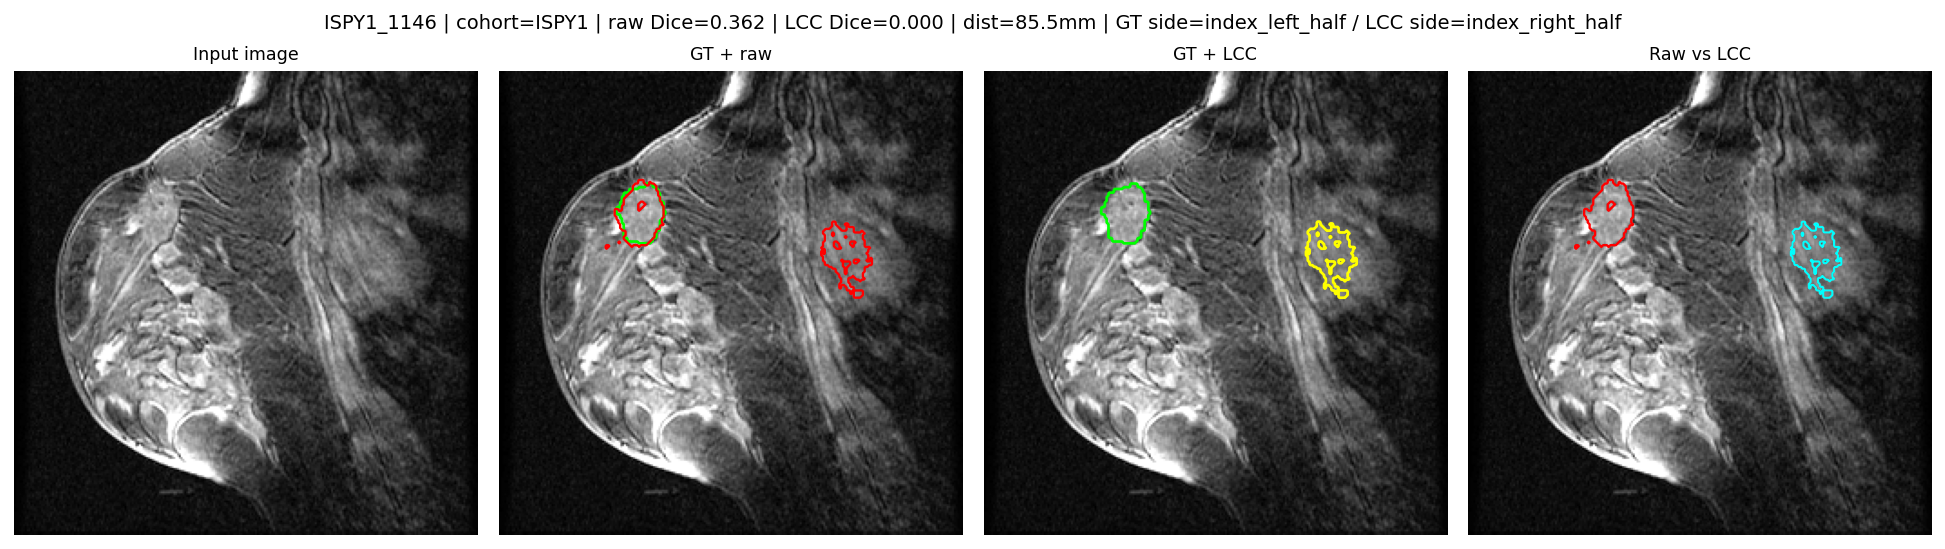 ISPY1_1146 | cohort=ISPY1 | raw Dice=0.362 | LCC Dice=0.000 | dist=85.5mm | GT side=index_left_half / LCC side=index_right_half
Input image
GT + raw
GT + LCC
Raw vs LCC